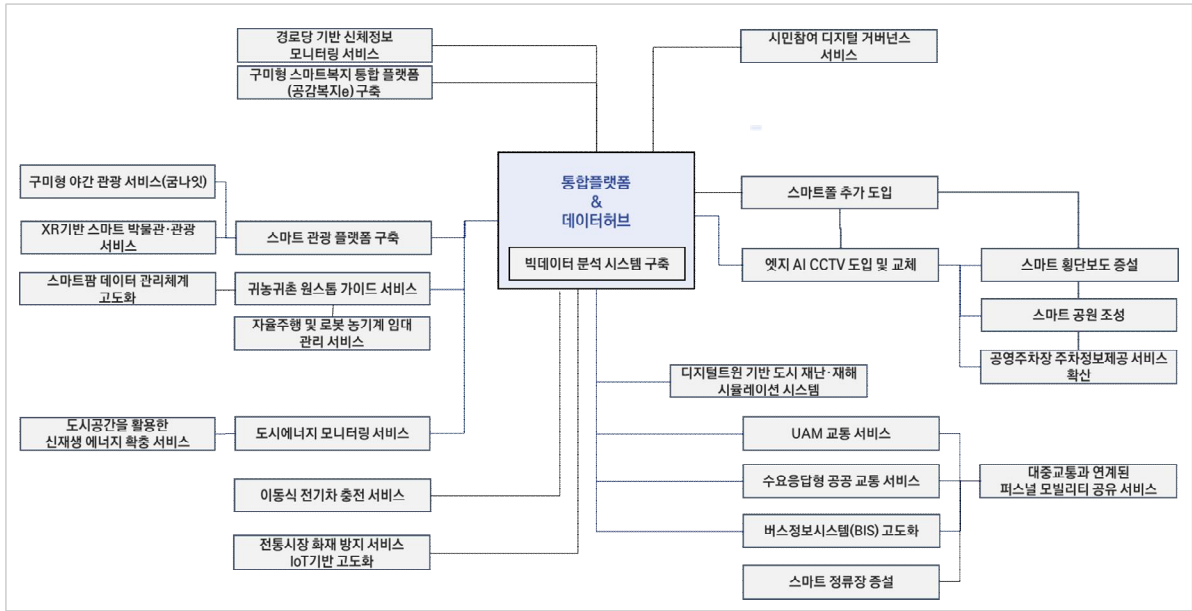 경로당 기반 신체정보
모니터링 서비스
구미형 스마트복지 통합 플랫폼
(공감복지e) 구축
시민참여 디지털 거버넌스
서비스
통합플랫폼
&
데이터허브
빅데이터 분석 시스템 구축
구미형 야간 관광 서비스(굼나잇)
XR기반 스마트 박물관·관광
서비스
스마트 관광 플랫폼 구축
스마트팜 데이터 관리체계
고도화
귀농귀촌 원스톱 가이드 서비스
자율주행 및 로봇 농기계 임대
관리 서비스
도시공간을 활용한
신재생 에너지 확충 서비스
도시에너지 모니터링 서비스
이동식 전기차 충전 서비스
전통시장 화재 방지 서비스
IoT기반 고도화
스마트폴 추가 도입
엣지 AI CCTV 도입 및 교체
스마트 횡단보도 증설
스마트 공원 조성
공영주차장 주차정보제공 서비스
확산
디지털트윈 기반 도시 재난·재해
시뮬레이션 시스템
UAM 교통 서비스
수요응답형 공공 교통 서비스
버스정보시스템(BIS) 고도화
스마트 정류장 증설
대중교통과 연계된
퍼스널 모빌리티 공유 서비스